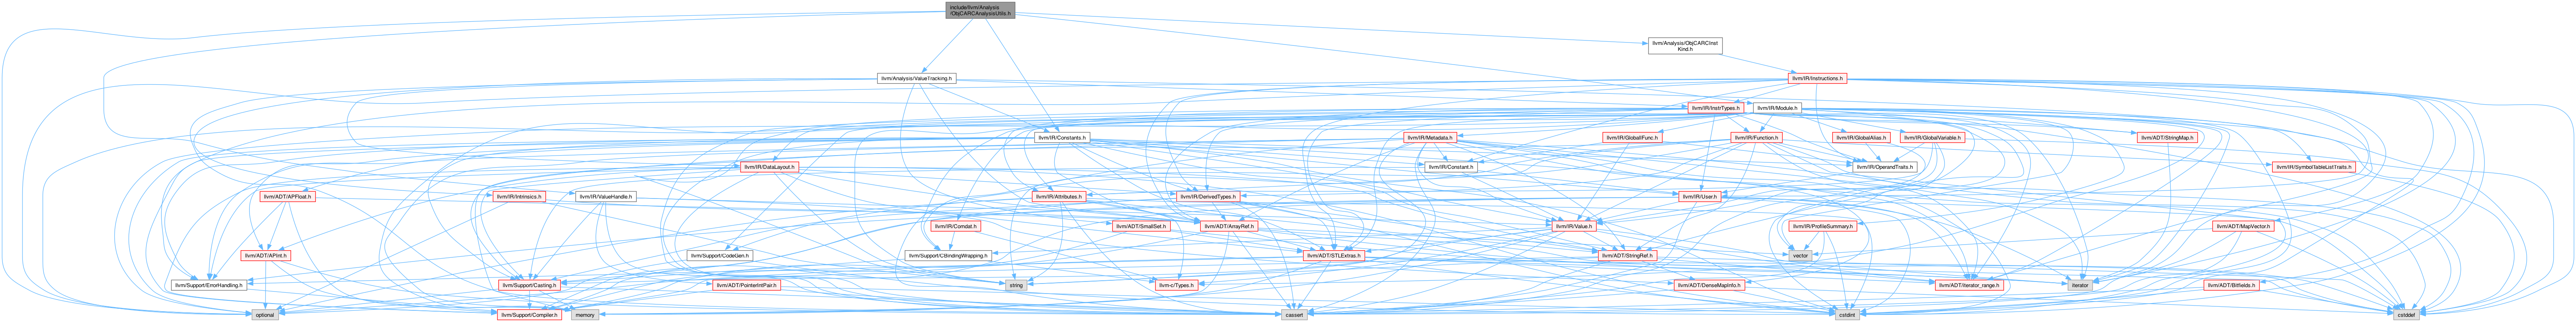 include/llvm/Analysis
/ObjCARCAnalysisUtils.h
llvm/Analysis/ObjCARCInst
Kind.h
llvm/Analysis/ValueTracking.h
llvm/IR/Instructions.h
llvm/IR/InstrTypes.h
llvm/IR/Module.h
llvm/IR/Constants.h
llvm/IR/Metadata.h
llvm/IR/GlobalIFunc.h
llvm/IR/Function.h
llvm/IR/GlobalAlias.h
llvm/IR/GlobalVariable.h
llvm/ADT/StringMap.h
llvm/IR/DataLayout.h
llvm/IR/Constant.h
llvm/IR/OperandTraits.h
llvm/IR/SymbolTableListTraits.h
llvm/ADT/APFloat.h
llvm/IR/Intrinsics.h
llvm/IR/ValueHandle.h
llvm/IR/Attributes.h
llvm/IR/DerivedTypes.h
llvm/IR/User.h
llvm/IR/Comdat.h
llvm/ADT/SmallSet.h
llvm/ADT/ArrayRef.h
llvm/IR/Value.h
llvm/IR/ProfileSummary.h
llvm/ADT/MapVector.h
llvm/ADT/APInt.h
llvm/Support/CodeGen.h
llvm/Support/CBindingWrapping.h
llvm/ADT/STLExtras.h
llvm/ADT/StringRef.h
vector
llvm/Support/ErrorHandling.h
llvm/Support/Casting.h
llvm/ADT/PointerIntPair.h
string
llvm-c/Types.h
llvm/ADT/DenseMapInfo.h
llvm/ADT/iterator_range.h
iterator
llvm/ADT/Bitfields.h
optional
llvm/Support/Compiler.h
memory
cassert
cstdint
cstddef